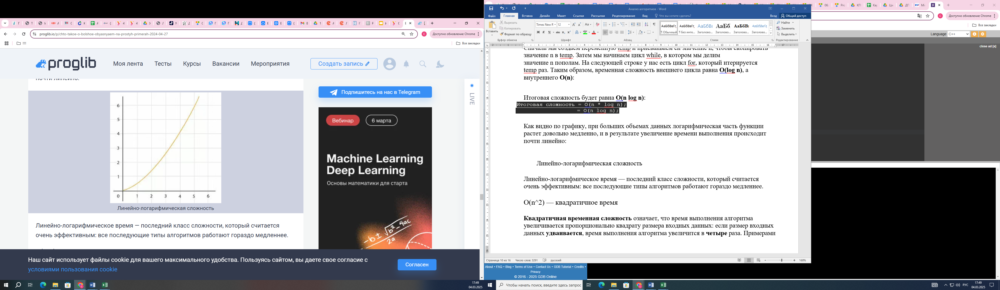 Доступно обновление Chrome
proglib.io/p/chto-takoe-o-bolshoe-obyasnyaem-na-prostyh-primerah-2024-04-27
!!!!
Все закладки
proglib
Моя лента
Тесты
Курсы
Вакансии
Мероприятия
Создать запись
почти линейно.
6
5
4
3
2
1
0 1 2 3 4 5 6
Линейно-логарифмическая сложность
Линейно-логарифмическое время — последний класс сложности, который считается
очень эффективным: все последующие типы алгоритмов работают гораздо медленнее.
Подпишитесь на нас в Telegram
LIVE
Вебинар
6 марта
Machine Learning
Deep Learning
Основы математики для старта
-b ± √b² - 4ac
2a
Наш сайт использует файлы cookie для вашего максимального удобства. Пользуясь сайтом, вы даете свое согласие с
условиями пользования cookie
Согласен
17:49
04.03.2025
Анализ алгоритмов - Word
Файл
Главная
Вставка
Дизайн
Макет
Ссылки
Рассылки
Рецензирование
Вид
Что вы хотите сделать?
Вход
Общий доступ
Вставить
Вырезать
Копировать
Формат по образцу
Буфер обмена
Times New R
12
Шрифт
Абзац
АаБбВвГг,
АаБбВвГг,
¶ Обычный
¶ Без инте...
Заголово...
Заголово...
Заголово...
Заголово...
Стили
Найти
Заменить
Выделить
Редактирование
Сначала мы создаем переменную temp и присваиваем ей значение n, чтобы скопировать
значение n в temp. Затем мы начинаем цикл while, в котором мы делим
значение n пополам. На следующей строке у нас есть цикл for, который итерируется
temp раз. Таким образом, временная сложность внешнего цикла равна O(log n), а
внутреннего O(n):
Итоговая сложность будет равна O(n log n):
Итоговая сложность = O(n * log n);
= O(n log n);
Как видно по графику, при больших объемах данных логарифмическая часть функции
растет довольно медленно, и в результате увеличение времени выполнения происходит
почти линейно:
Линейно-логарифмическая сложность
Линейно-логарифмическое время — последний класс сложности, который считается
очень эффективным: все последующие типы алгоритмов работают гораздо медленнее.
O(n^2) — квадратичное время
Квадратичная временная сложность означает, что время выполнения алгоритма
увеличивается пропорционально квадрату размера входных данных: если размер входных
данных удваивается, время выполнения алгоритма увеличится в четыре раза. Примерами
Страница 10 из 16
Число слов: 3291
русский
160%
About • FAQ • Blog • Terms of Use • Contact Us • GDB Tutorial • Credits •
Privacy
© 2016 - 2025 GDB Online
Чтобы начать поиск, введите здесь запрос
Доступно обновление Chrome
Все закладки
Language C++
close ad [x]
РУС
17:49
04.03.2025